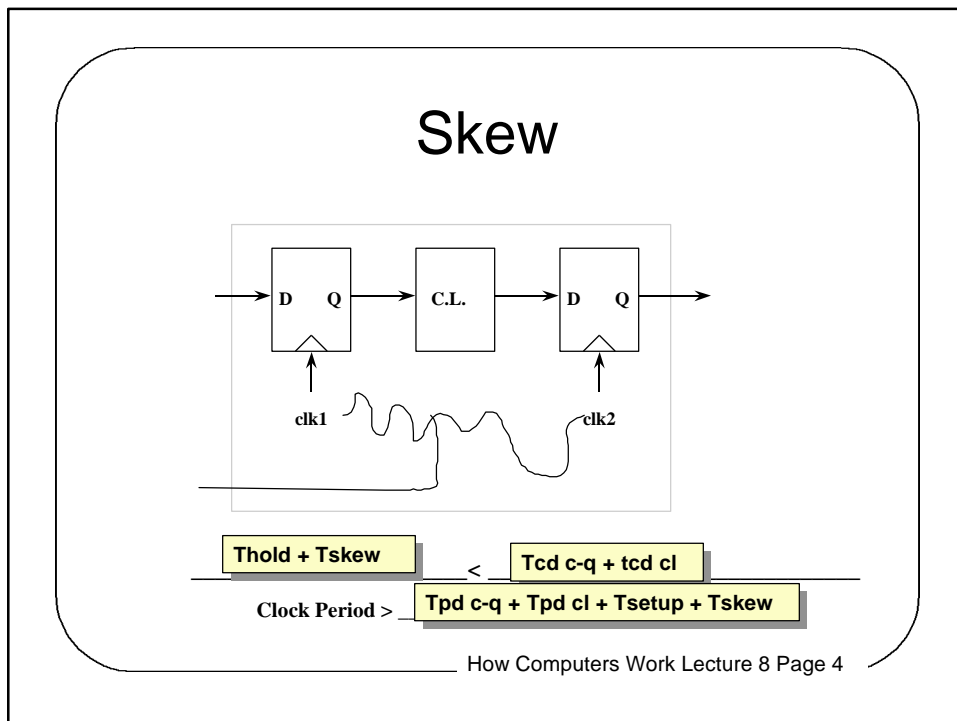 Skew
D Q C.L. D Q
clk1 clk2
Thold + Tskew < Tcd c-q + tcd cl
Clock Period > Tpd c-q + Tpd cl + Tsetup + Tskew
How Computers Work Lecture 8 Page 4